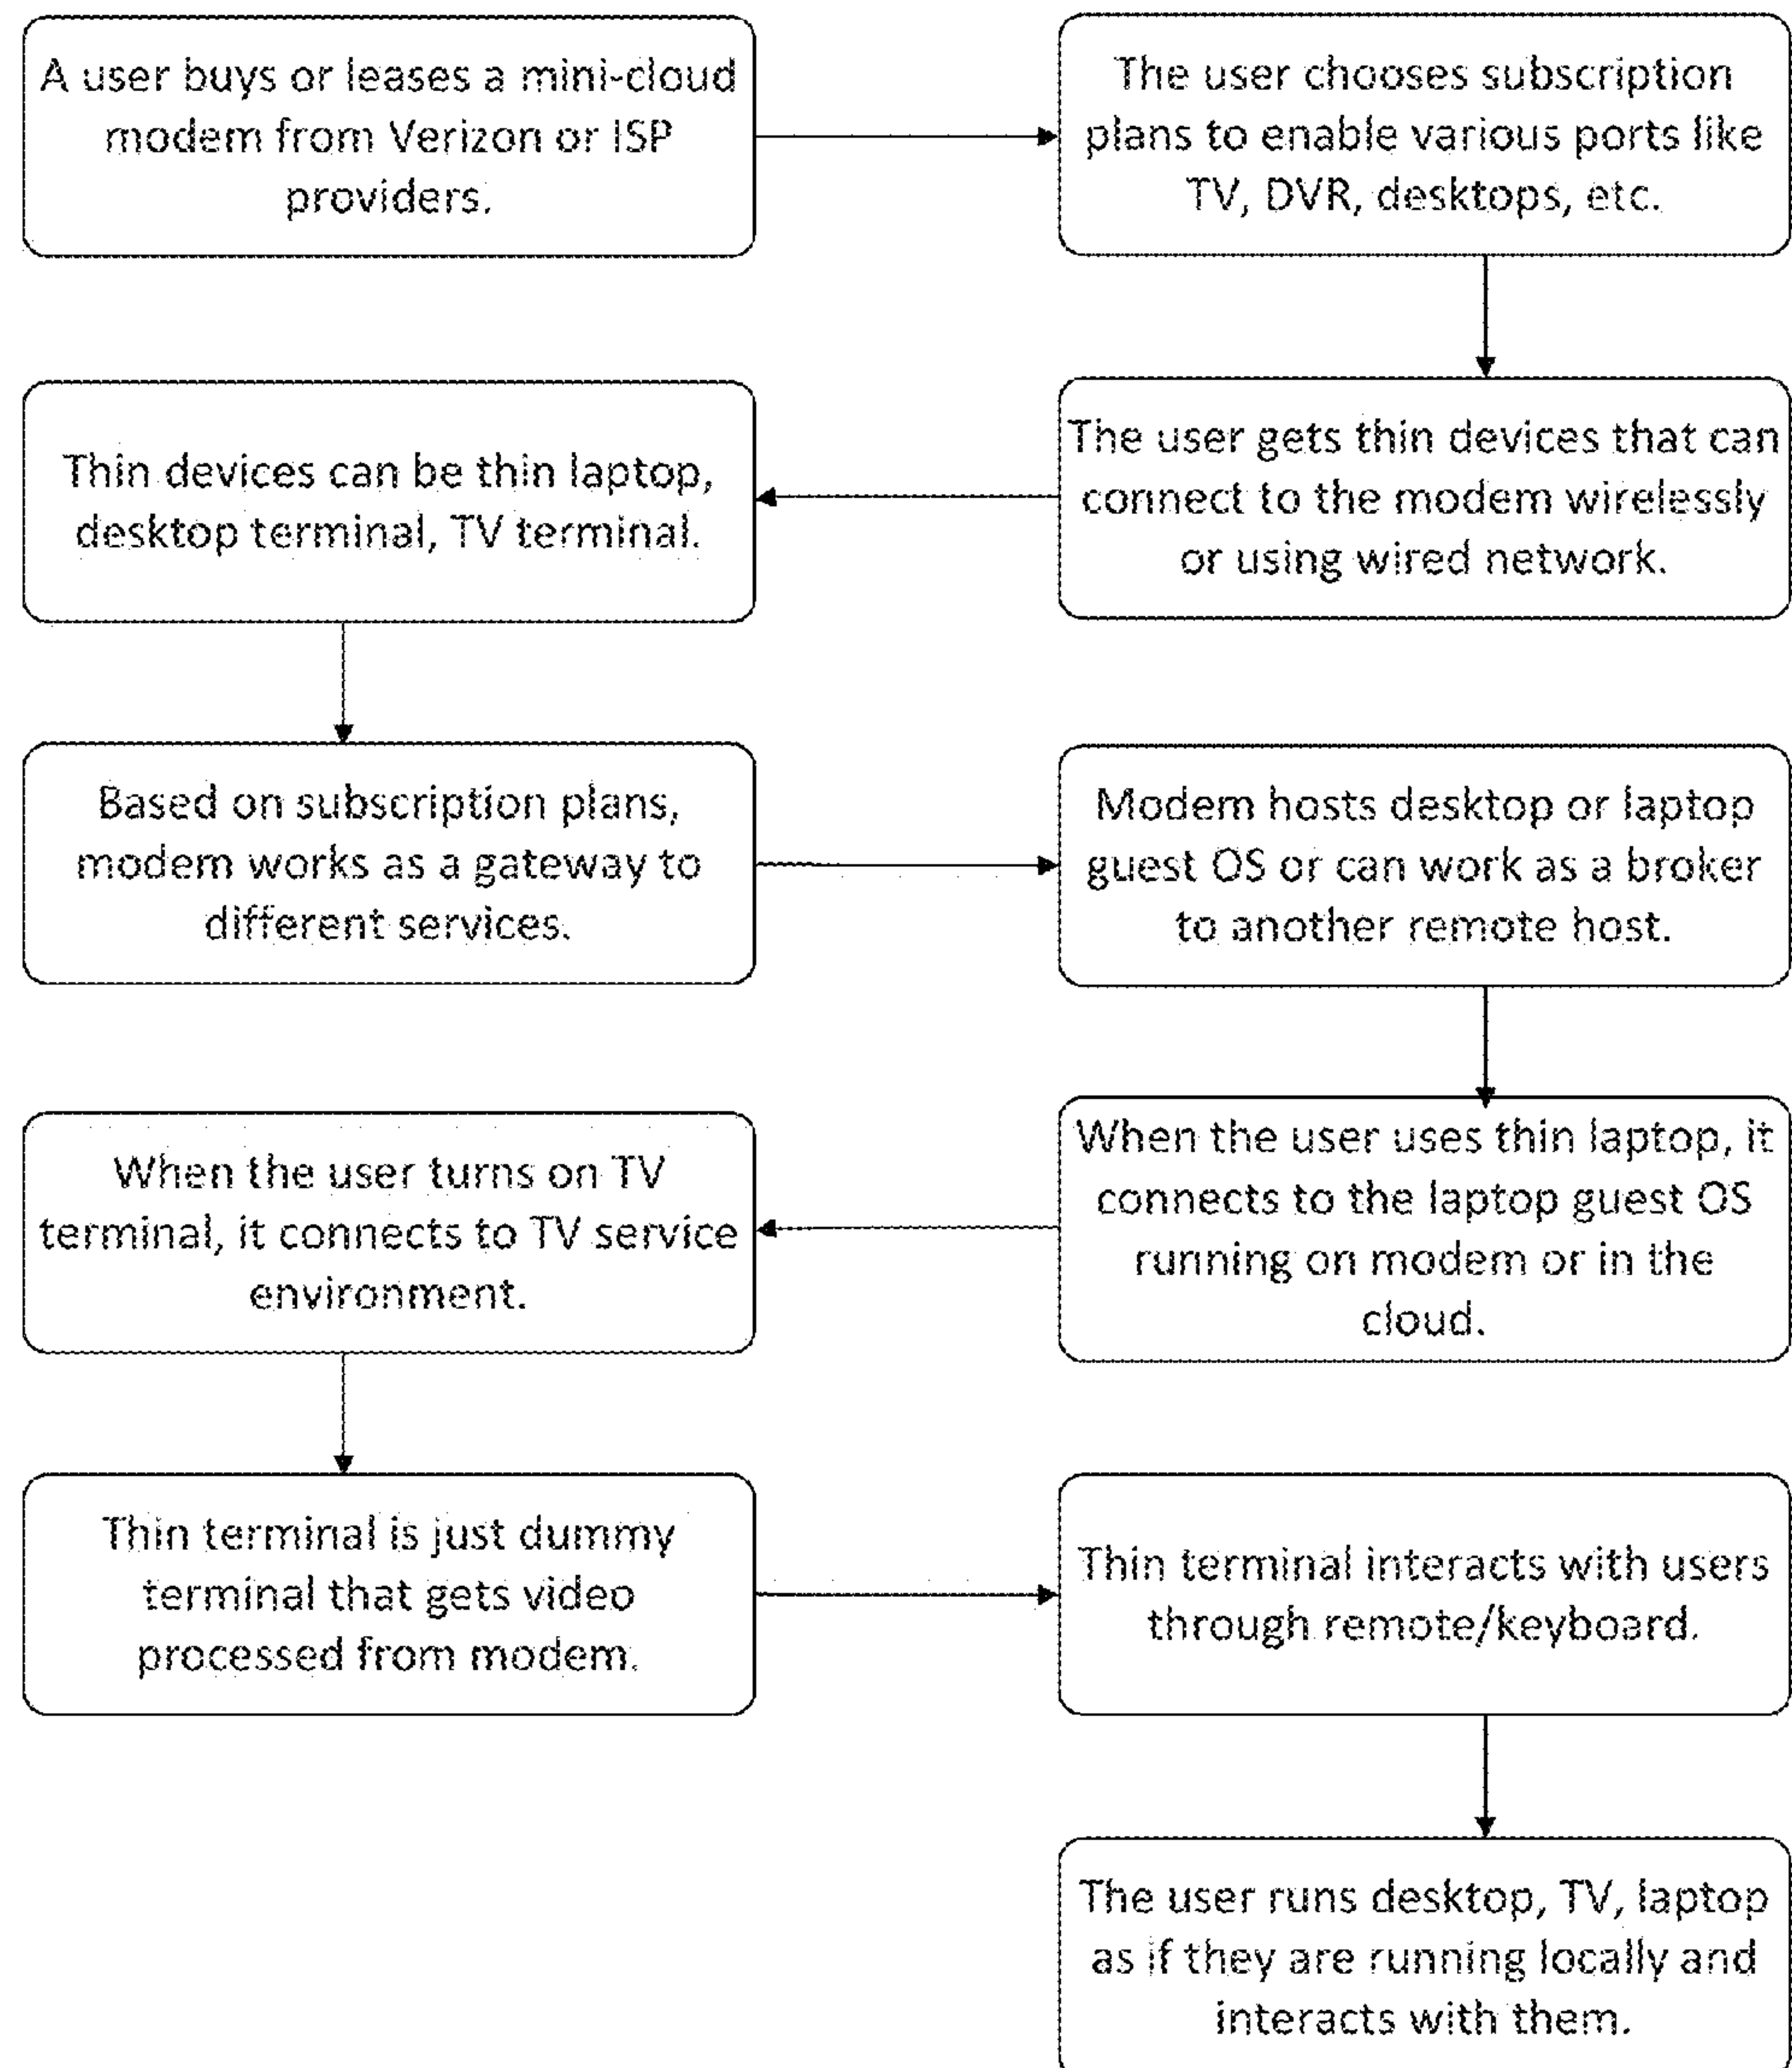 A user buys or leases a mini-cloud
modem from Verizon or ISP
providers.
The user chooses subscription
plans to enable various ports like
TV, DVR, desktops, etc.
The user gets thin devices that can
connect to the modem wirelessly
or using wired network.
Thin devices can be thin laptop,
desktop terminal, TV terminal.
Based on subscription plans,
modem works as a gateway to
different services.
Modem hosts desktop or laptop
guest OS or can work as a broker
to another remote host.
When the user uses thin laptop, it
connects to the laptop guest OS
running on modem or in the
cloud.
When the user turns on TV
terminal, it connects to TV service
environment.
Thin terminal is just dummy
terminal that gets video
processed from modem.
Thin terminal interacts with users
through remote/keyboard.
The user runs desktop, TV, laptop
as if they are running locally and
interacts with them.